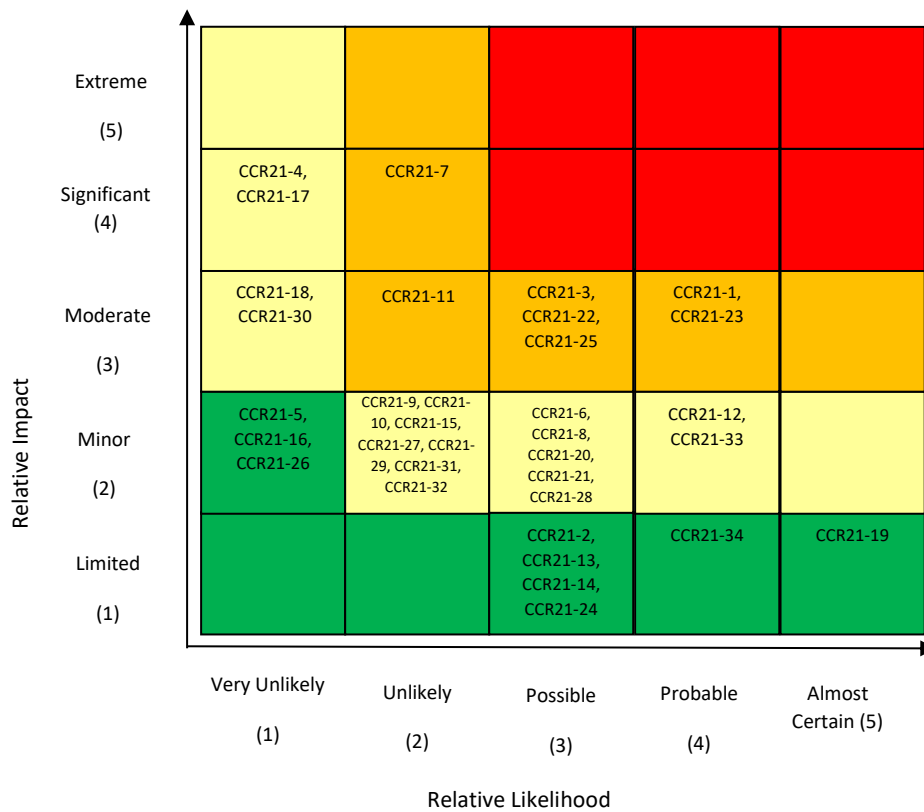 Extreme
(5)
CCR21-4,
CCR21-17
CCR21-7
Significant
(4)
CCR21-18,
CCR21-30
CCR21-11
CCR21-3,
CCR21-22,
CCR21-25
CCR21-1,
CCR21-23
Moderate
(3)
CCR21-5,
CCR21-16,
CCR21-26
CCR21-9, CCR21-
10, CCR21-15,
CCR21-27, CCR21-
29, CCR21-31,
CCR21-32
CCR21-6,
CCR21-8,
CCR21-20,
CCR21-21,
CCR21-28
CCR21-12,
CCR21-33
Minor
(2)
CCR21-2,
CCR21-13,
CCR21-14,
CCR21-24
CCR21-34
CCR21-19
Limited
(1)
Relative Impact
Very Unlikely
(1)
Unlikely
(2)
Possible
(3)
Probable
(4)
Almost
Certain (5)
Relative Likelihood